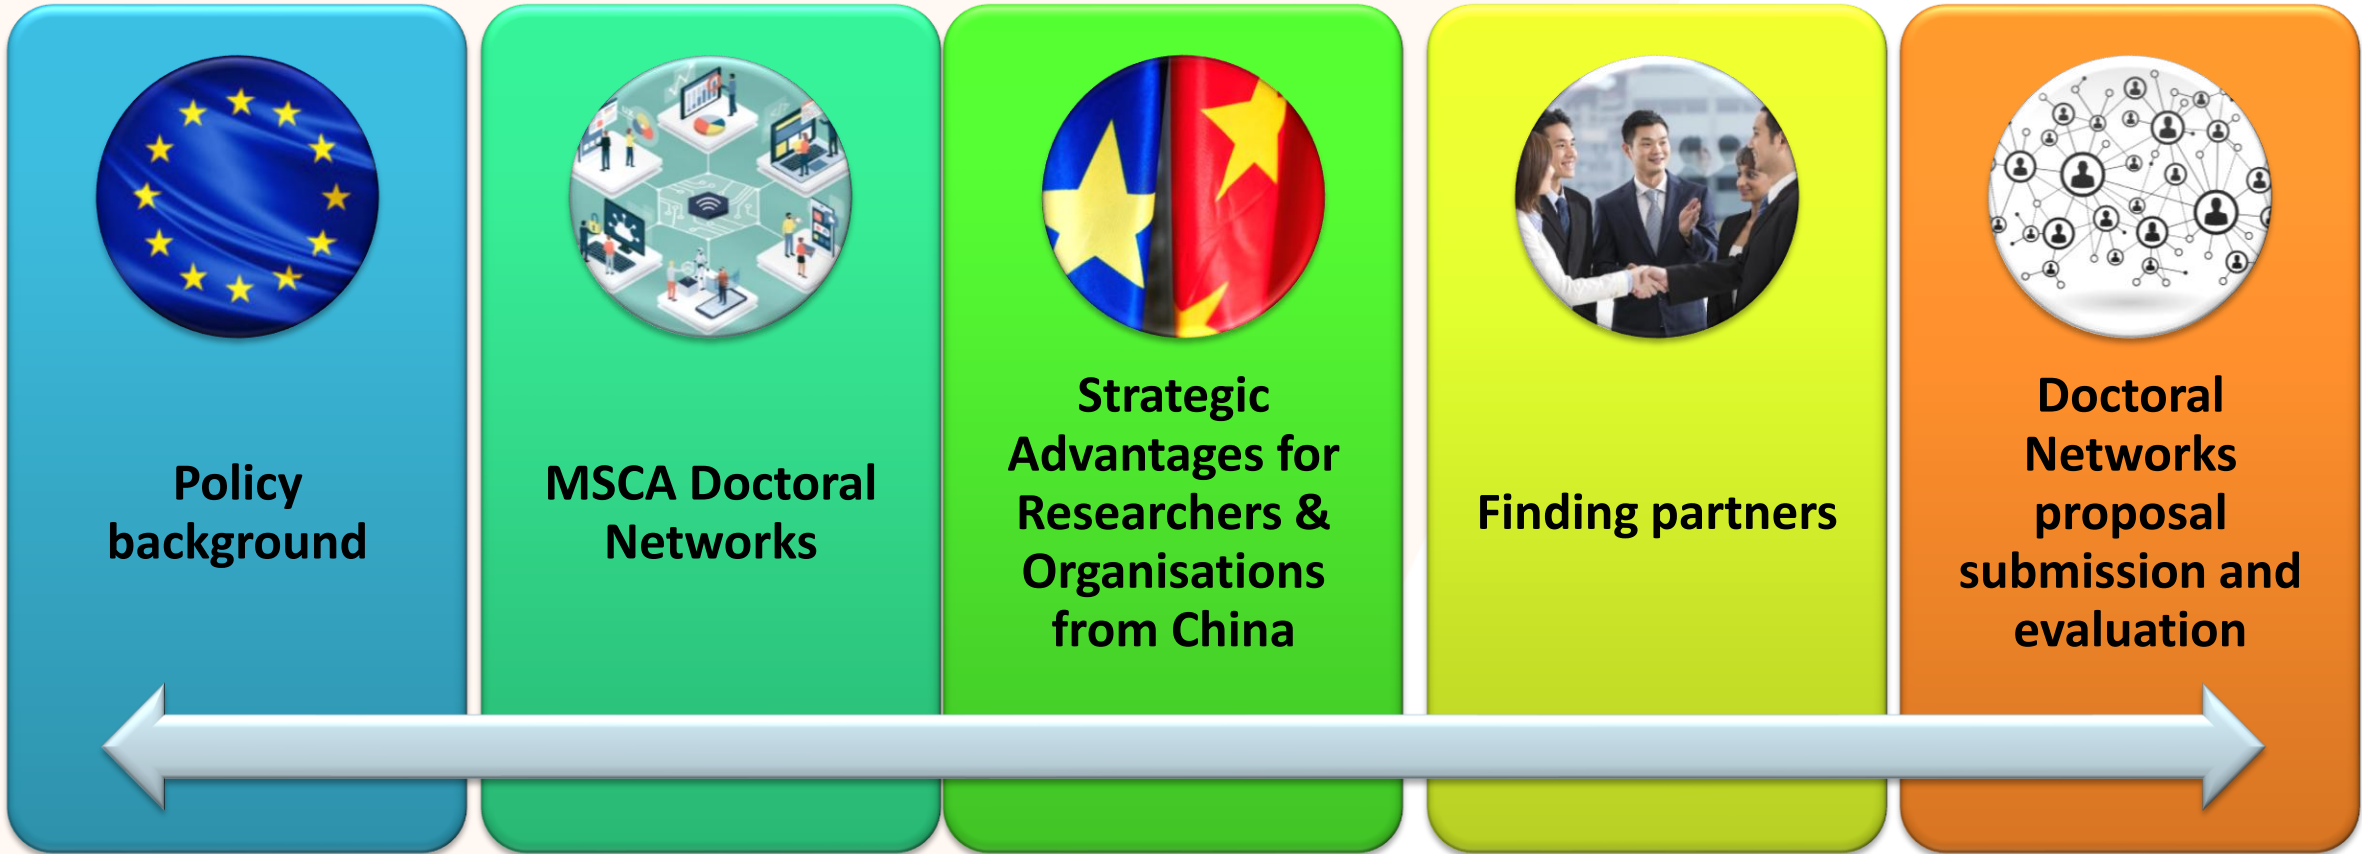 Policy
background
MSCA Doctoral
Networks
Strategic
Advantages for
Researchers &
Organisations
from China
Finding partners
Doctoral
Networks
proposal
submission and
evaluation